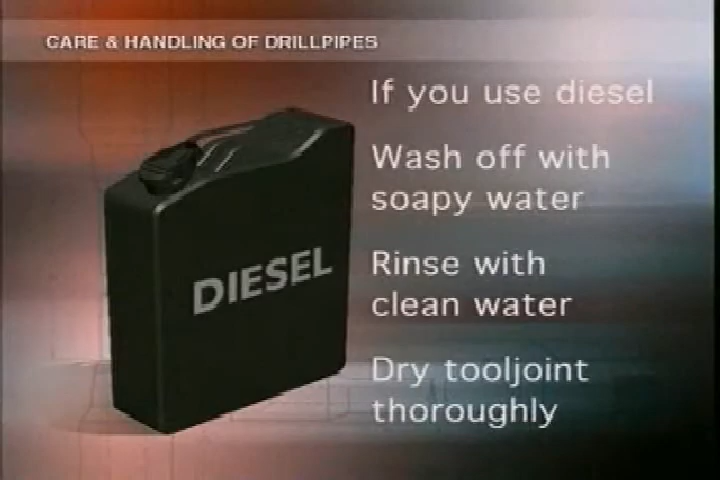 CARE & HANDLING OF DRILLPIPES
If you use diesel
Wash off with
soapy water
Rinse with
clean water
Dry tooljoint
thoroughly
DIESEL